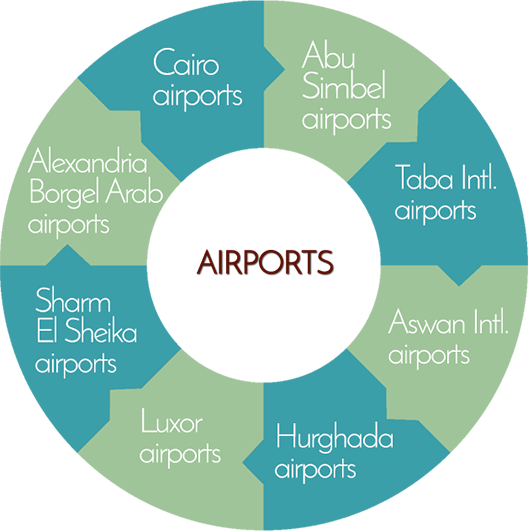 Cairo
airports
Abu
Simbel
airports
Taba Intl.
airports
Aswan Intl.
airports
Hurghada
airports
Luxor
airports
Sharm
El Sheika
airports
Alexandria
Borgel Arab
airports
AIRPORTS